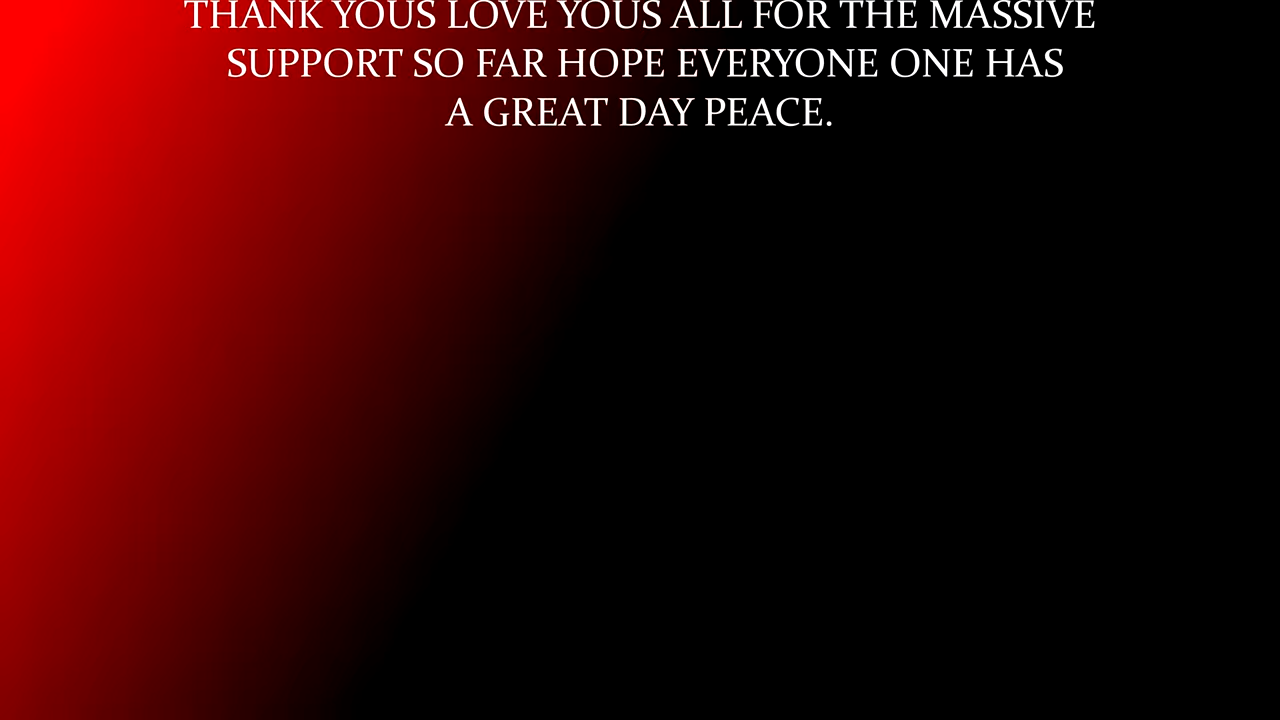 THANK YOUS LOVE YOUS ALL FOR THE MASSIVE
SUPPORT SO FAR HOPE EVERYONE ONE HAS
A GREAT DAY PEACE.